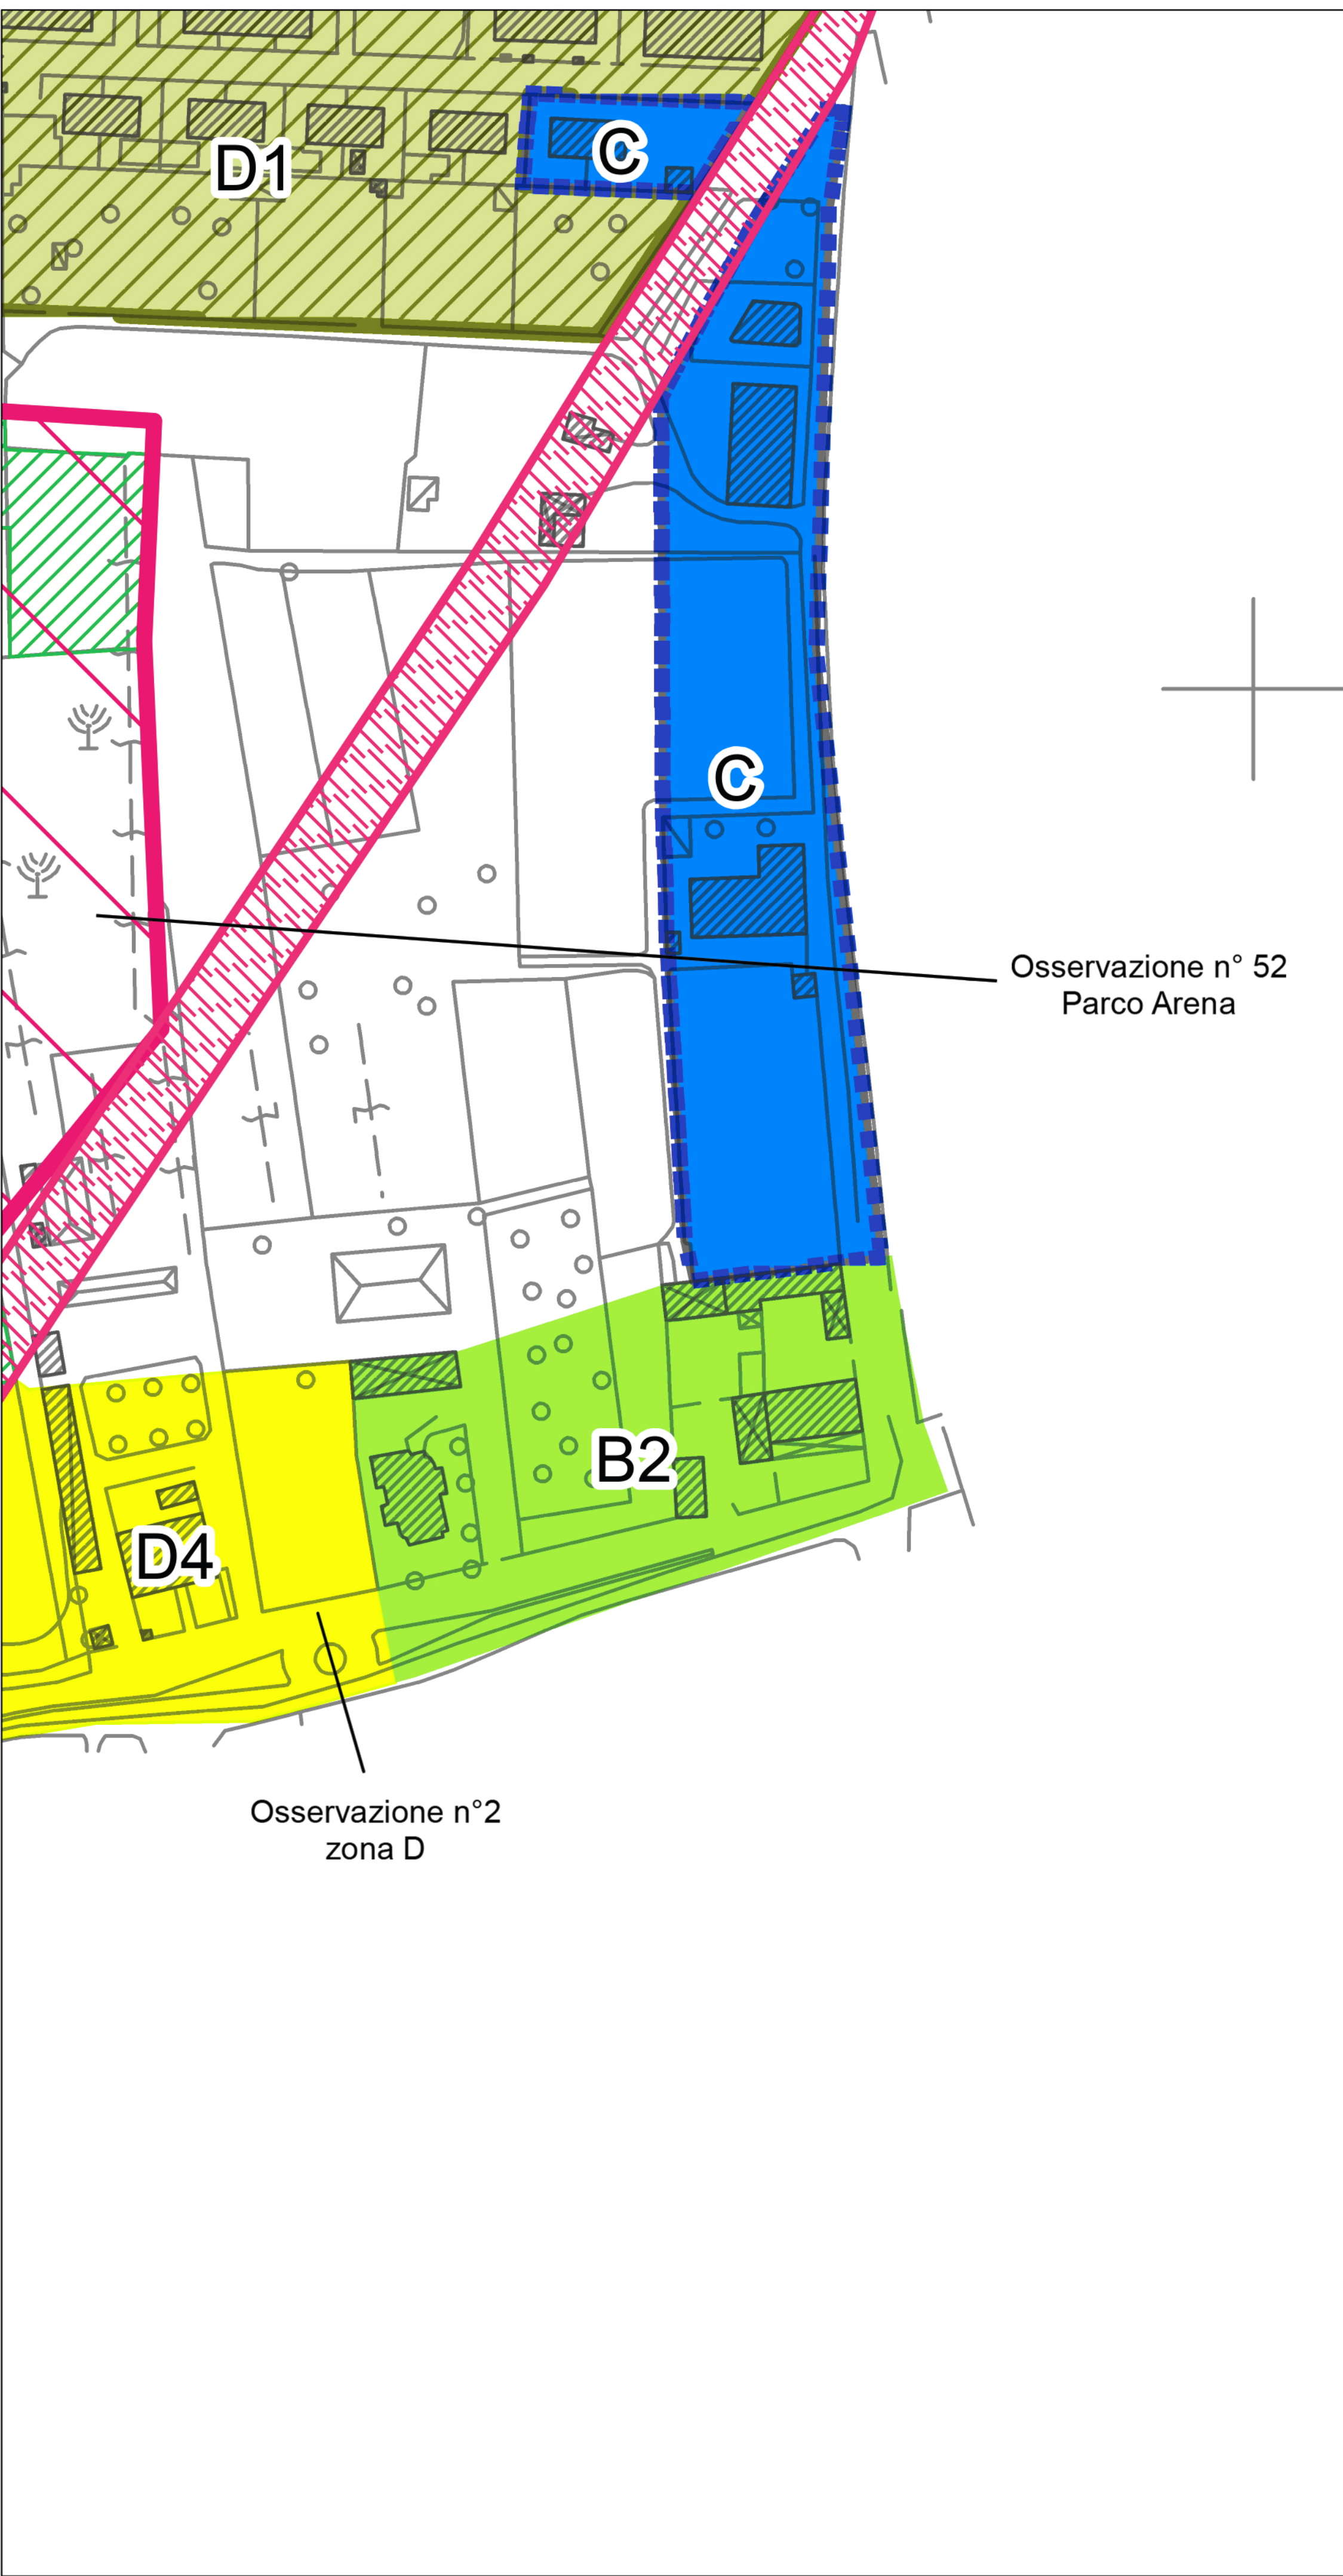 C
D1
C
Osservazione n° 52
Parco Arena
B2
D4
Osservazione n°2
zona D